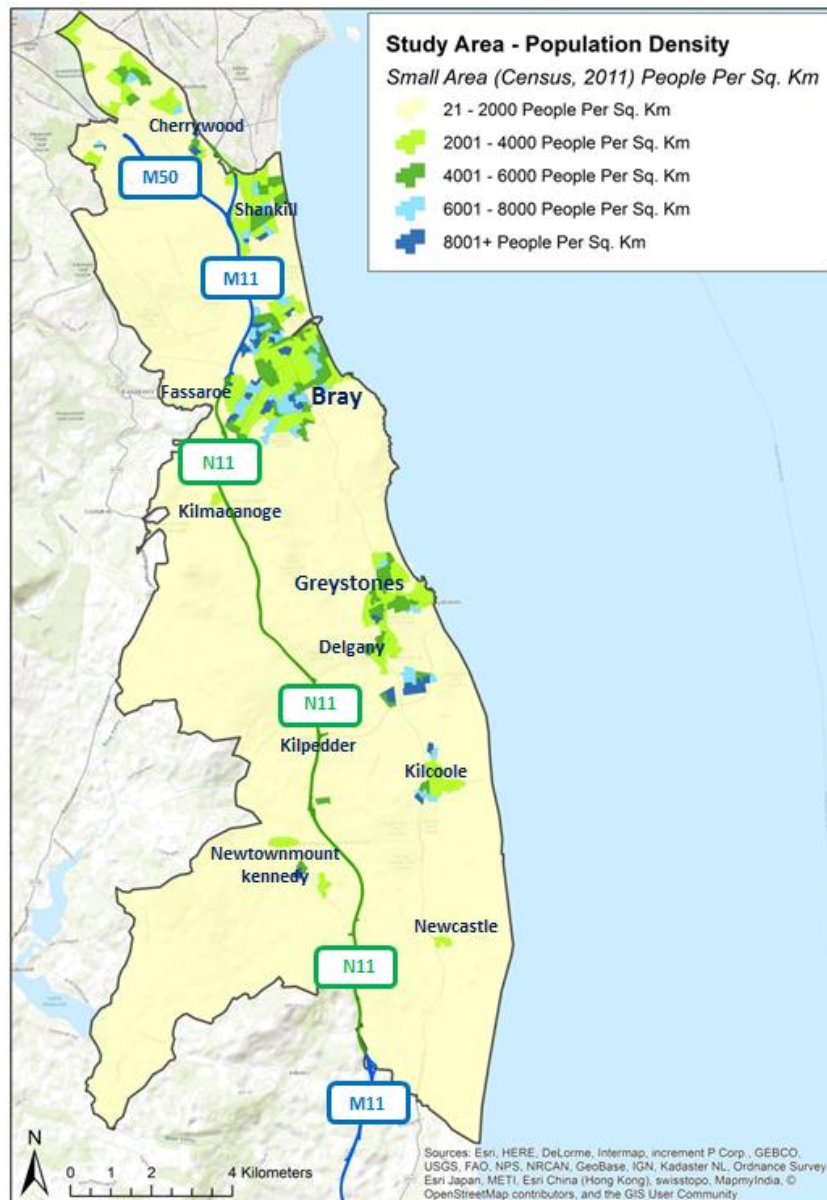 Study Area - Population Density
Small Area (Census, 2011) People Per Sq. Km
21 - 2000 People Per Sq. Km
2001 - 4000 People Per Sq. Km
4001 - 6000 People Per Sq. Km
6001 - 8000 People Per Sq. Km
8001+ People Per Sq. Km
Cherrywood
M50
Shankill
M11
Fassaroe
Bray
N11
Kilmacanoge
Greystones
Delgany
N11
Kilpedder
Kilcoole
Newtownmount
kennedy
Newcastle
N11
M11
N
0 1 2 4 Kilometers
Sources: Esri, HERE, DeLorme, Intermap, increment P Corp., GEBCO,
USGS, FAO, NPS, NRCAN, GeoBase, IGN, Kadaster NL, Ordnance Survey,
Esri Japan, METI, Esri China (Hong Kong), swisstopo, MapmyIndia, ©
OpenStreetMap contributors, and the GIS User Community